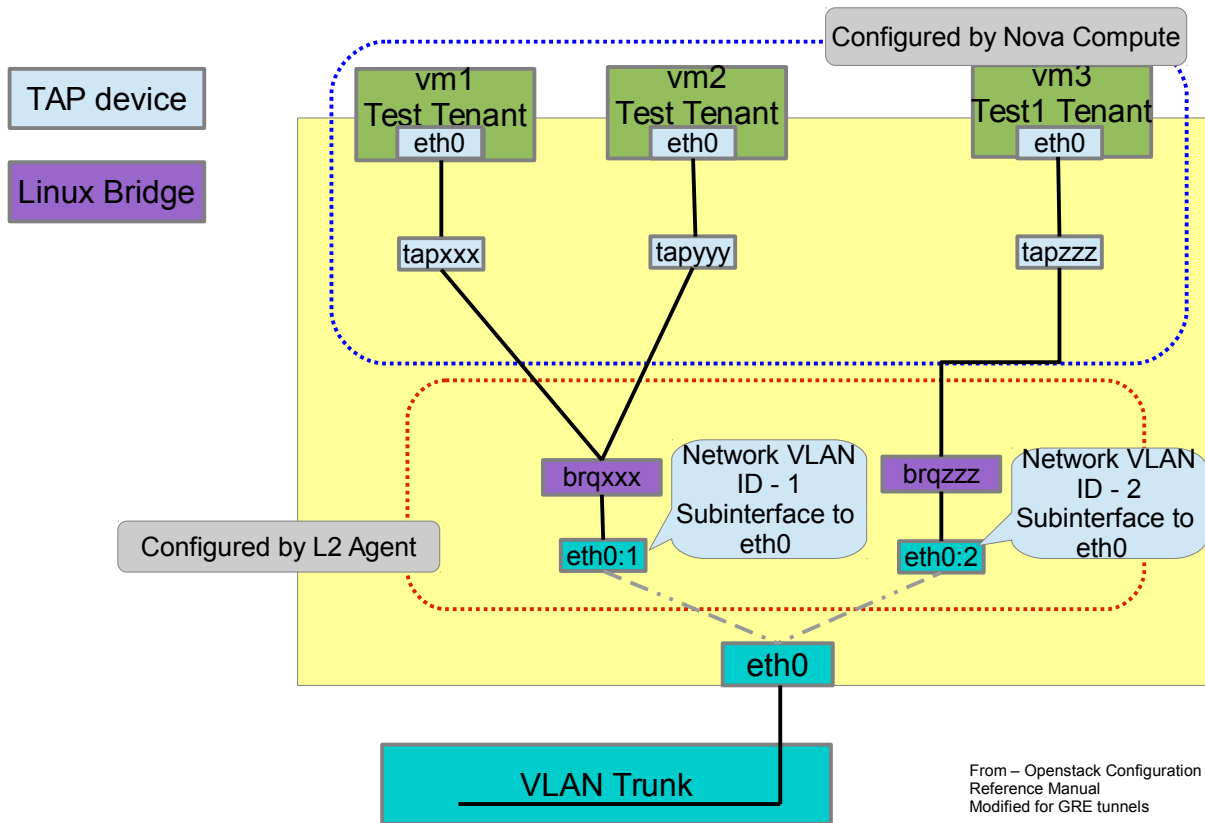 Configured by Nova Compute
TAP device
Linux Bridge
vm1
Test Tenant
eth0
vm2
Test Tenant
eth0
vm3
Test1 Tenant
eth0
tapxxx
tapyyy
tapzzz
brqxxx
Network VLAN
ID - 1
Subinterface to
eth0
brqzzz
Network VLAN
ID - 2
Subinterface to
eth0
Configured by L2 Agent
eth0:1
eth0:2
eth0
VLAN Trunk
From – Openstack Configuration
Reference Manual
Modified for GRE tunnels